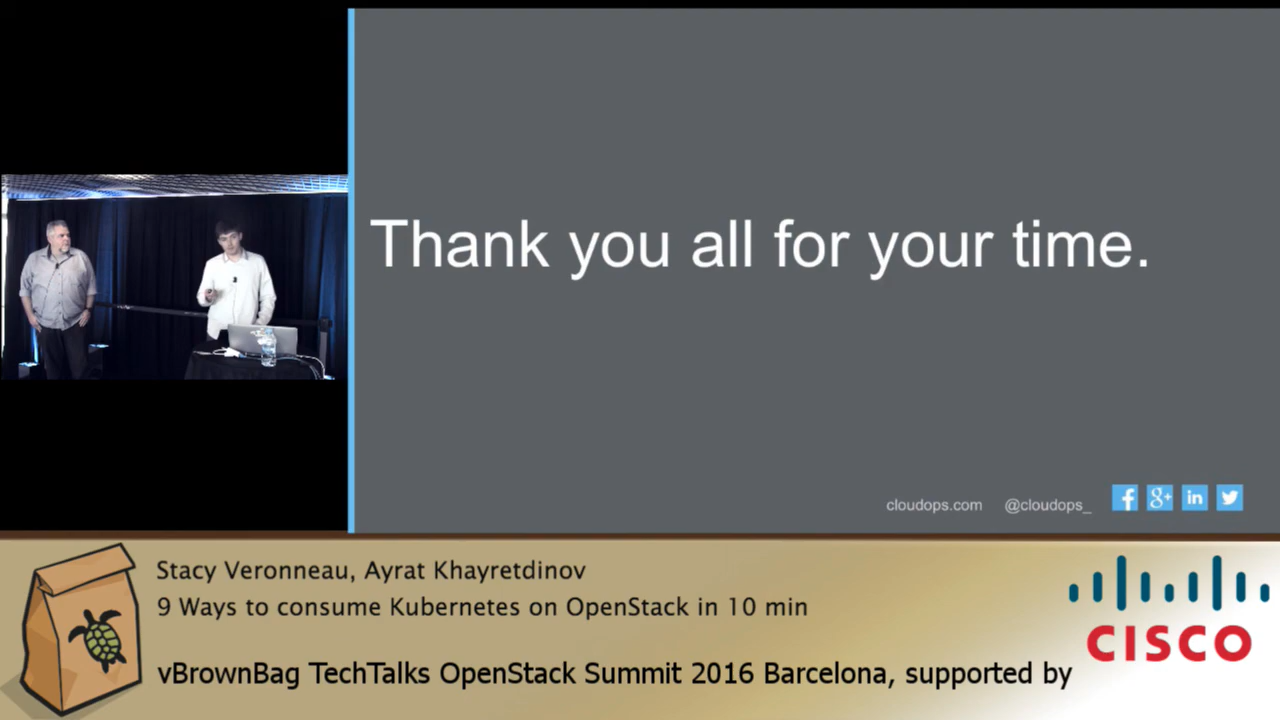 Thank you all for your time.
cloudops.com @cloudops_
Stacy Veronneau, Ayrat Khayretdinov
9 Ways to consume Kubernetes on OpenStack in 10 min
vBrownBag TechTalks OpenStack Summit 2016 Barcelona, supported by
CISCO